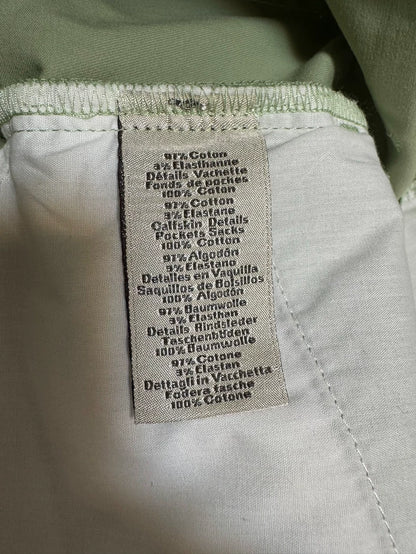 97% Coton
3% Elasthanne
Détails Vachette
Fonds de poches
100% Coton
97% Cotton
3% Elastane
Calfskin Details
Pockets Sacks
100% Cotton
97% Algodón
3% Elastano
Detalles en Vaquilla
Saquillos de Bolsillos
100% Algodon
97% Baumwolle
3% Elasthan
Details Rindsleder
Taschenböden
100% Baumwolle
97% Cotone
3% Elastan
Dettagli in Vacchetta
Fodera tasche
100% Cotone